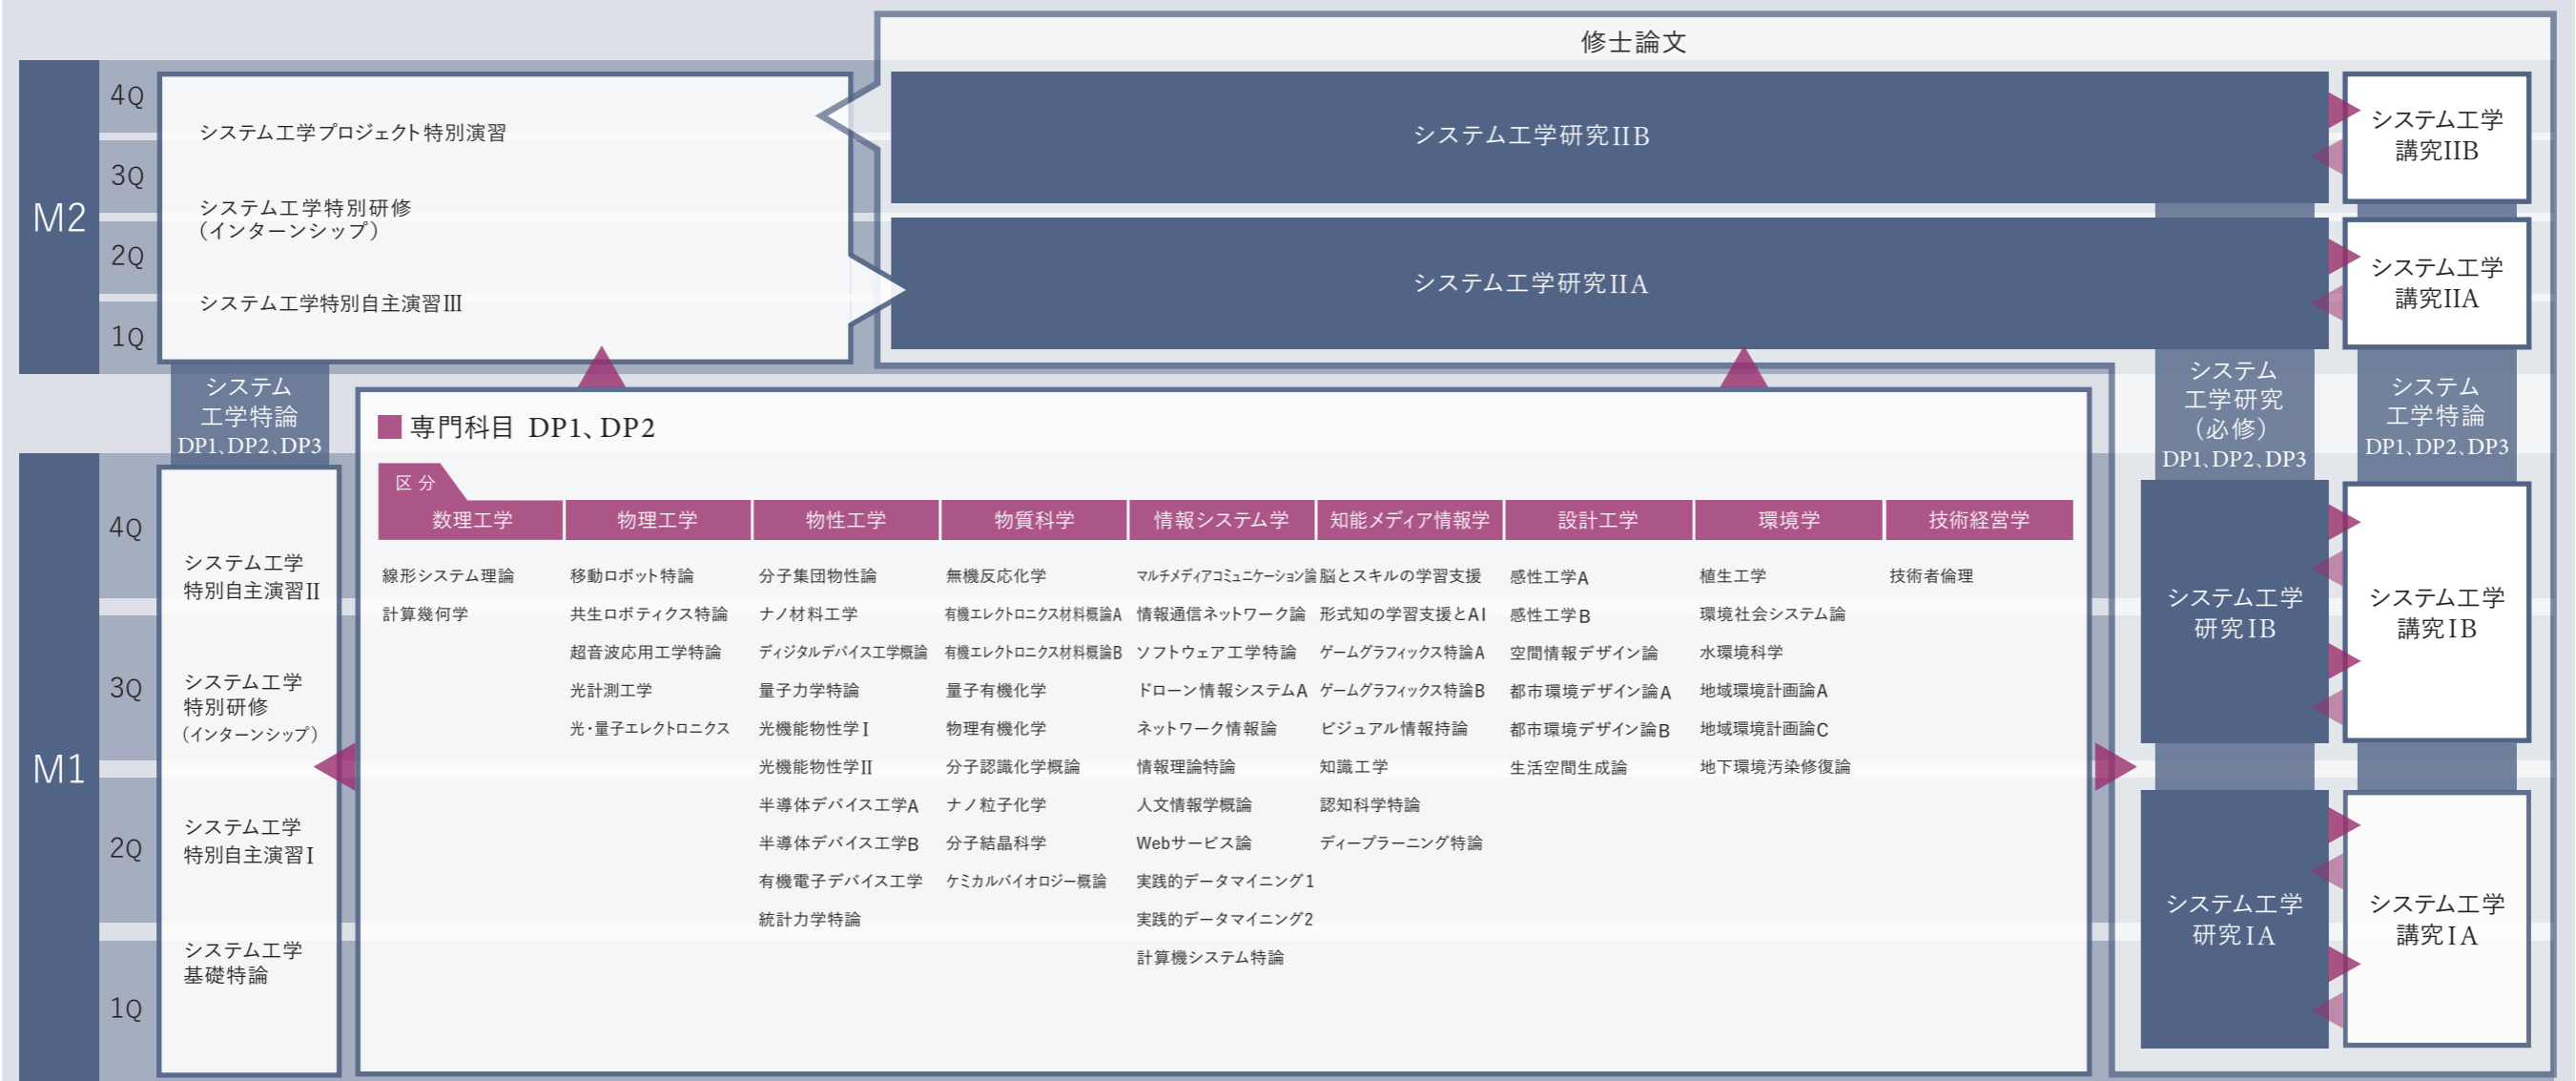 修士論文
M2
4Q
3Q
2Q
1Q
システム工学プロジェクト特別演習
システム工学特別研修
（インターンシップ）
システム工学特別自主演習III
システム工学研究IIB
システム工学研究IIA
システム工学
講究IIB
システム工学
講究IIA
システム
工学特論
DP1、DP2、DP3
システム
工学研究
（必修）
DP1、DP2、DP3
システム
工学特論
DP1、DP2、DP3
M1
4Q
3Q
2Q
1Q
システム工学
特別自主演習II
システム工学
特別研修
（インターンシップ）
システム工学
特別自主演習I
システム工学
基礎特論
専門科目 DP1、DP2
区分
数理工学
線形システム理論
計算幾何学
物理工学
移動ロボット特論
共生ロボティクス特論
超音波応用工学特論
光計測工学
光・量子エレクトロニクス
物性工学
分子集団物性論
ナノ材料工学
ディジタルデバイス工学概論
量子力学特論
光機能物性学I
光機能物性学II
半導体デバイス工学A
半導体デバイス工学B
有機電子デバイス工学
統計力学特論
物質科学
無機反応化学
有機エレクトロニクス材料概論A
有機エレクトロニクス材料概論B
量子有機化学
物理有機化学
分子認識化学概論
ナノ粒子化学
分子結晶科学
ケミカルバイオロジー概論
情報システム学
マルチメディアコミュニケーション論
情報通信ネットワーク論
ソフトウェア工学特論
ドローン情報システムA
ネットワーク情報論
情報理論特論
人文情報学概論
Webサービス論
実践的データマイニング1
実践的データマイニング2
計算機システム特論
知能メディア情報学
脳とスキルの学習支援
形式知の学習支援とAI
ゲームグラフィックス特論A
ゲームグラフィックス特論B
ビジュアル情報持論
知識工学
認知科学特論
ディープラーニング特論
設計工学
感性工学A
感性工学B
空間情報デザイン論
都市環境デザイン論A
都市環境デザイン論B
生活空間生成論
環境学
植生工学
環境社会システム論
水環境科学
地域環境計画論A
地域環境計画論C
地下環境汚染修復論
技術経営学
技術者倫理
システム工学
研究IB
システム工学
講究IB
システム工学
研究IA
システム工学
講究IA